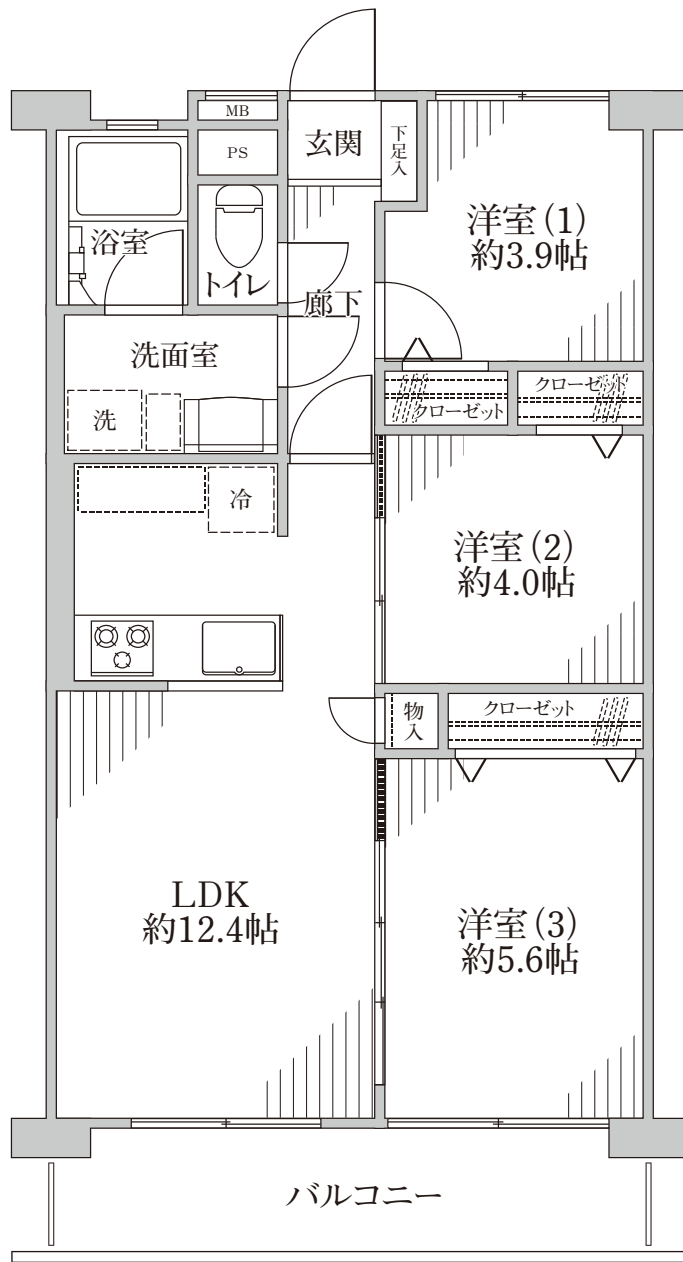 MB
PS
玄関
下足入
洋室(1)
約3.9帖
浴室
トイレ
廊下
洗面室
洗
クローゼット
クローゼット
冷
洋室(2)
約4.0帖
物入
クローゼット
LDK
約12.4帖
洋室(3)
約5.6帖
バルコニー